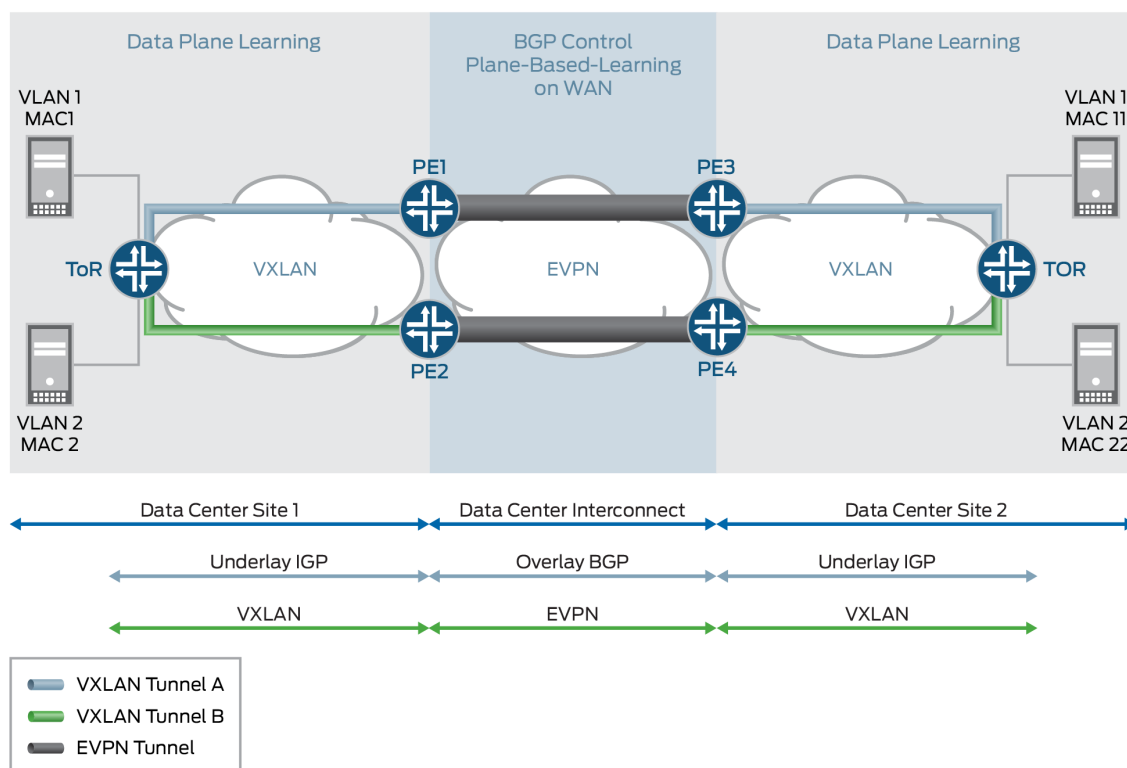 Data Plane Learning
BGP Control
Plane-Based-Learning
on WAN
Data Plane Learning
VLAN 1
MAC1
VLAN 1
MAC 11
PE1
PE3
ToR
VXLAN
EVPN
VXLAN
TOR
PE2
PE4
VLAN 2
MAC 2
VLAN 2
MAC 22
Data Center Site 1
Data Center Interconnect
Data Center Site 2
Underlay IGP
Overlay BGP
Underlay IGP
VXLAN
EVPN
VXLAN
VXLAN Tunnel A
VXLAN Tunnel B
EVPN Tunnel